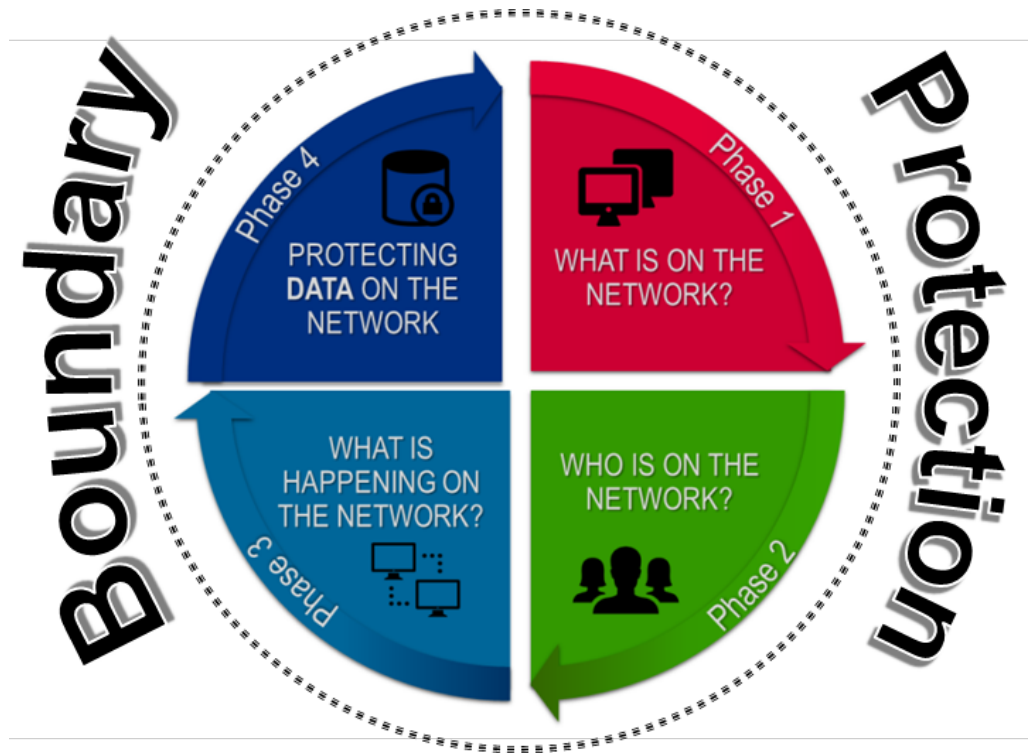 Boundary
Protection
Phase 1
WHAT IS ON THE
NETWORK?
Phase 2
WHO IS ON THE
NETWORK?
Phase 3
WHAT IS
HAPPENING ON
THE NETWORK?
Phase 4
PROTECTING
DATA ON THE
NETWORK